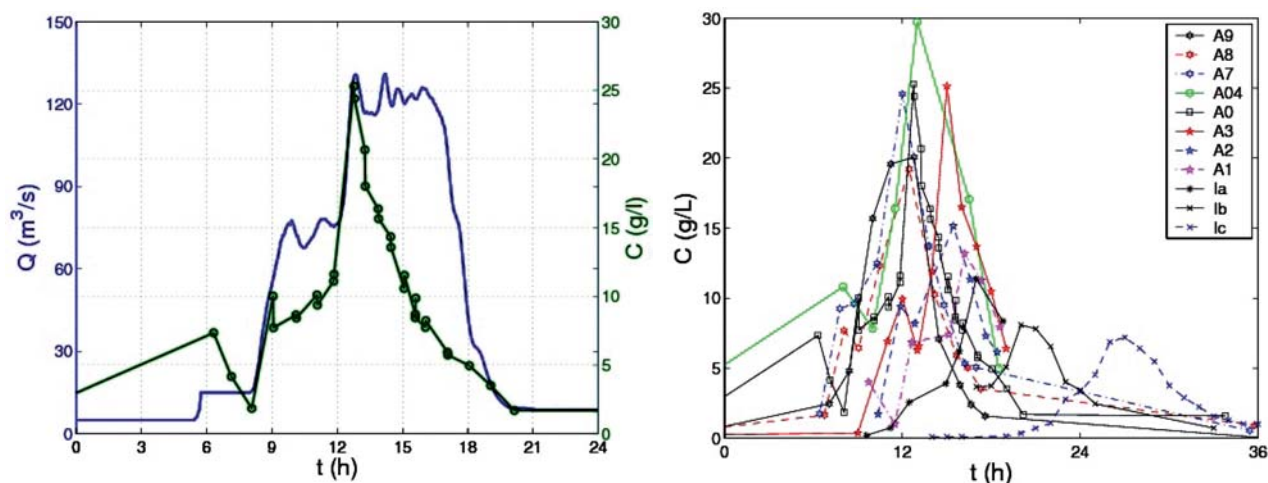 150
120
90
60
30
0
Q (m³/s)
30
25
20
15
10
5
0
C (g/l)
0 3 6 9 12 15 18 21 24
t (h)
30
25
20
15
10
5
0
C (g/L)
0 12 24 36
t (h)
A9
A8
A7
A04
A0
A3
A2
A1
Ia
Ib
Ic